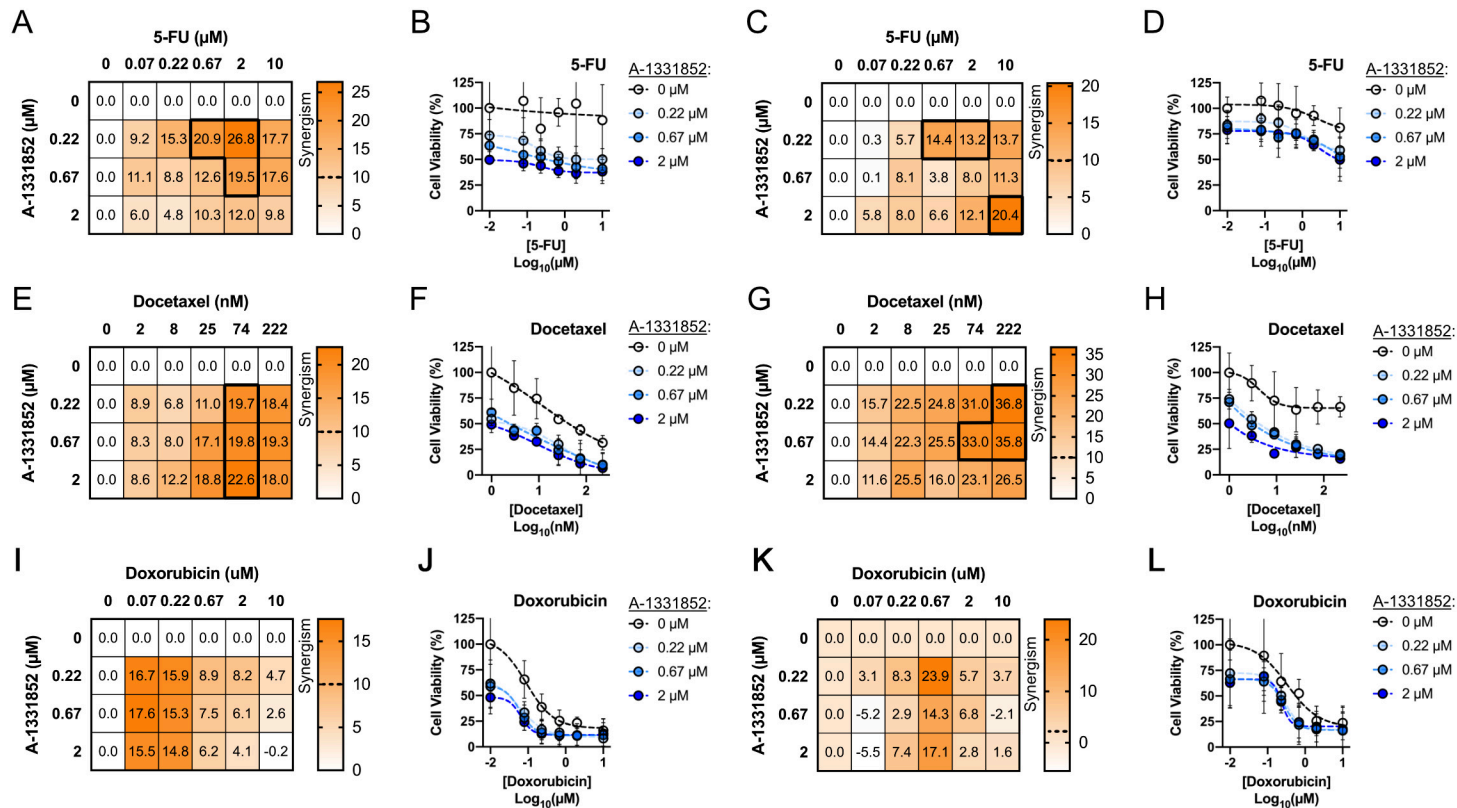 A
5-FU (µM)
0 0.07 0.22 0.67 2 10
A-1331852 (µM)
0 0.0 0.0 0.0 0.0 0.0 0.0
0.22 0.0 9.2 15.3 20.9 26.8 17.7
0.67 0.0 11.1 8.8 12.6 19.5 17.6
2 0.0 6.0 4.8 10.3 12.0 9.8
Synergism
25
20
15
10
5
0
B
5-FU
Cell Viability (%)
125
100
75
50
25
0
-2 -1 0 1
[5-FU]
Log10(µM)
A-1331852:
0 µM
0.22 µM
0.67 µM
2 µM
C
5-FU (µM)
0 0.07 0.22 0.67 2 10
A-1331852 (µM)
0 0.0 0.0 0.0 0.0 0.0 0.0
0.22 0.0 0.3 5.7 14.4 13.2 13.7
0.67 0.0 0.1 8.1 3.8 8.0 11.3
2 0.0 5.8 8.0 6.6 12.1 20.4
Synergism
20
15
10
5
0
D
5-FU
Cell Viability (%)
125
100
75
50
25
0
-2 -1 0 1
[5-FU]
Log10(µM)
A-1331852:
0 µM
0.22 µM
0.67 µM
2 µM
E
Docetaxel (nM)
0 2 8 25 74 222
A-1331852 (µM)
0 0.0 0.0 0.0 0.0 0.0 0.0
0.22 0.0 8.9 6.8 11.0 19.7 18.4
0.67 0.0 8.3 8.0 17.1 19.8 19.3
2 0.0 8.6 12.2 18.8 22.6 18.0
Synergism
20
15
10
5
0
F
Docetaxel
Cell Viability (%)
125
100
75
50
25
0
0 1 2
[Docetaxel]
Log10(nM)
A-1331852:
0 µM
0.22 µM
0.67 µM
2 µM
G
Docetaxel (nM)
0 2 8 25 74 222
A-1331852 (µM)
0 0.0 0.0 0.0 0.0 0.0 0.0
0.22 0.0 15.7 22.5 24.8 31.0 36.8
0.67 0.0 14.4 22.3 25.5 33.0 35.8
2 0.0 11.6 25.5 16.0 23.1 26.5
Synergism
35
30
25
20
15
10
5
0
H
Docetaxel
Cell Viability (%)
125
100
75
50
25
0
0 1 2
[Docetaxel]
Log10(nM)
A-1331852:
0 µM
0.22 µM
0.67 µM
2 µM
I
Doxorubicin (uM)
0 0.07 0.22 0.67 2 10
A-1331852 (µM)
0 0.0 0.0 0.0 0.0 0.0 0.0
0.22 0.0 16.7 15.9 8.9 8.2 4.7
0.67 0.0 17.6 15.3 7.5 6.1 2.6
2 0.0 15.5 14.8 6.2 4.1 -0.2
Synergism
15
10
5
0
J
Doxorubicin
Cell Viability (%)
125
100
75
50
25
0
-2 -1 0 1
[Doxorubicin]
Log10(µM)
A-1331852:
0 µM
0.22 µM
0.67 µM
2 µM
K
Doxorubicin (uM)
0 0.07 0.22 0.67 2 10
A-1331852 (µM)
0 0.0 0.0 0.0 0.0 0.0 0.0
0.22 0.0 3.1 8.3 23.9 5.7 3.7
0.67 0.0 -5.2 2.9 14.3 6.8 -2.1
2 0.0 -5.5 7.4 17.1 2.8 1.6
Synergism
20
10
0
L
Doxorubicin
Cell Viability (%)
125
100
75
50
25
0
-2 -1 0 1
[Doxorubicin]
Log10(µM)
A-1331852:
0 µM
0.22 µM
0.67 µM
2 µM